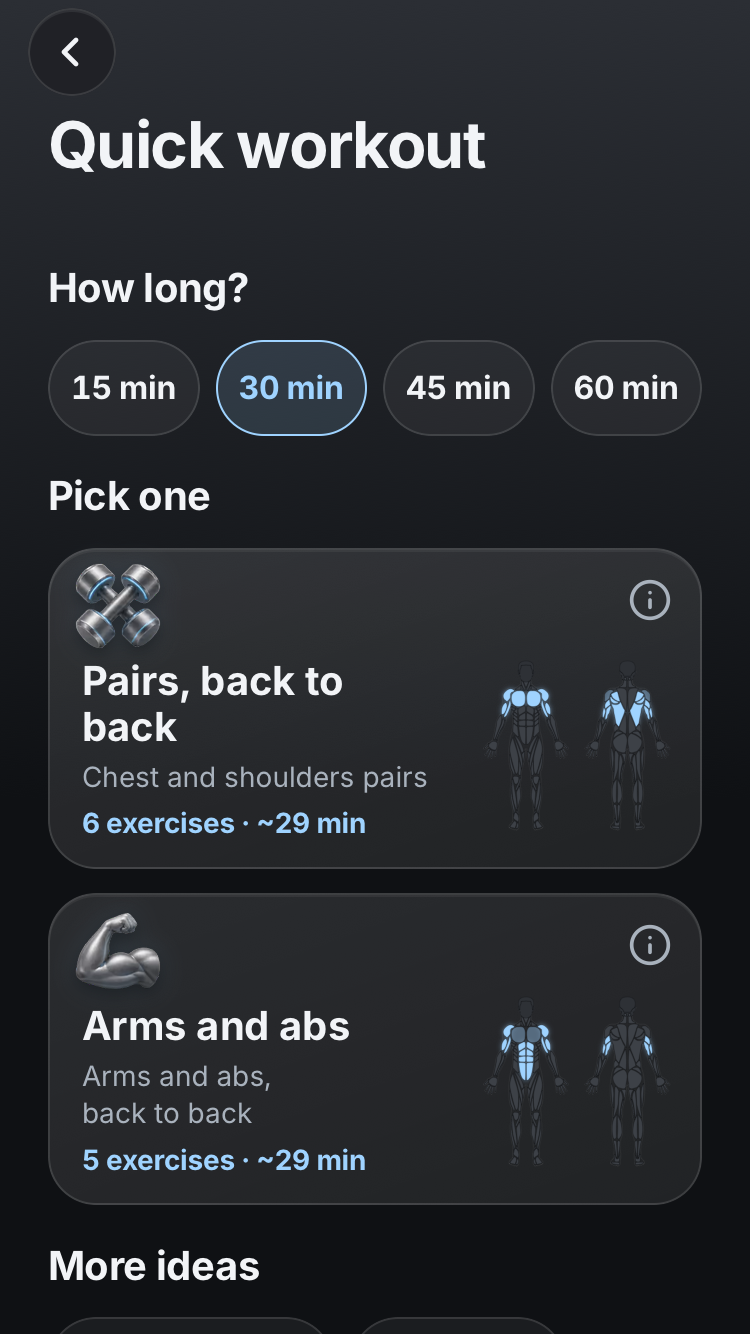 Quick workout
How long?
15 min
30 min
45 min
60 min
Pick one
Pairs, back to
back
Chest and shoulders pairs
6 exercises · ~29 min
Arms and abs
Arms and abs,
back to back
5 exercises · ~29 min
More ideas